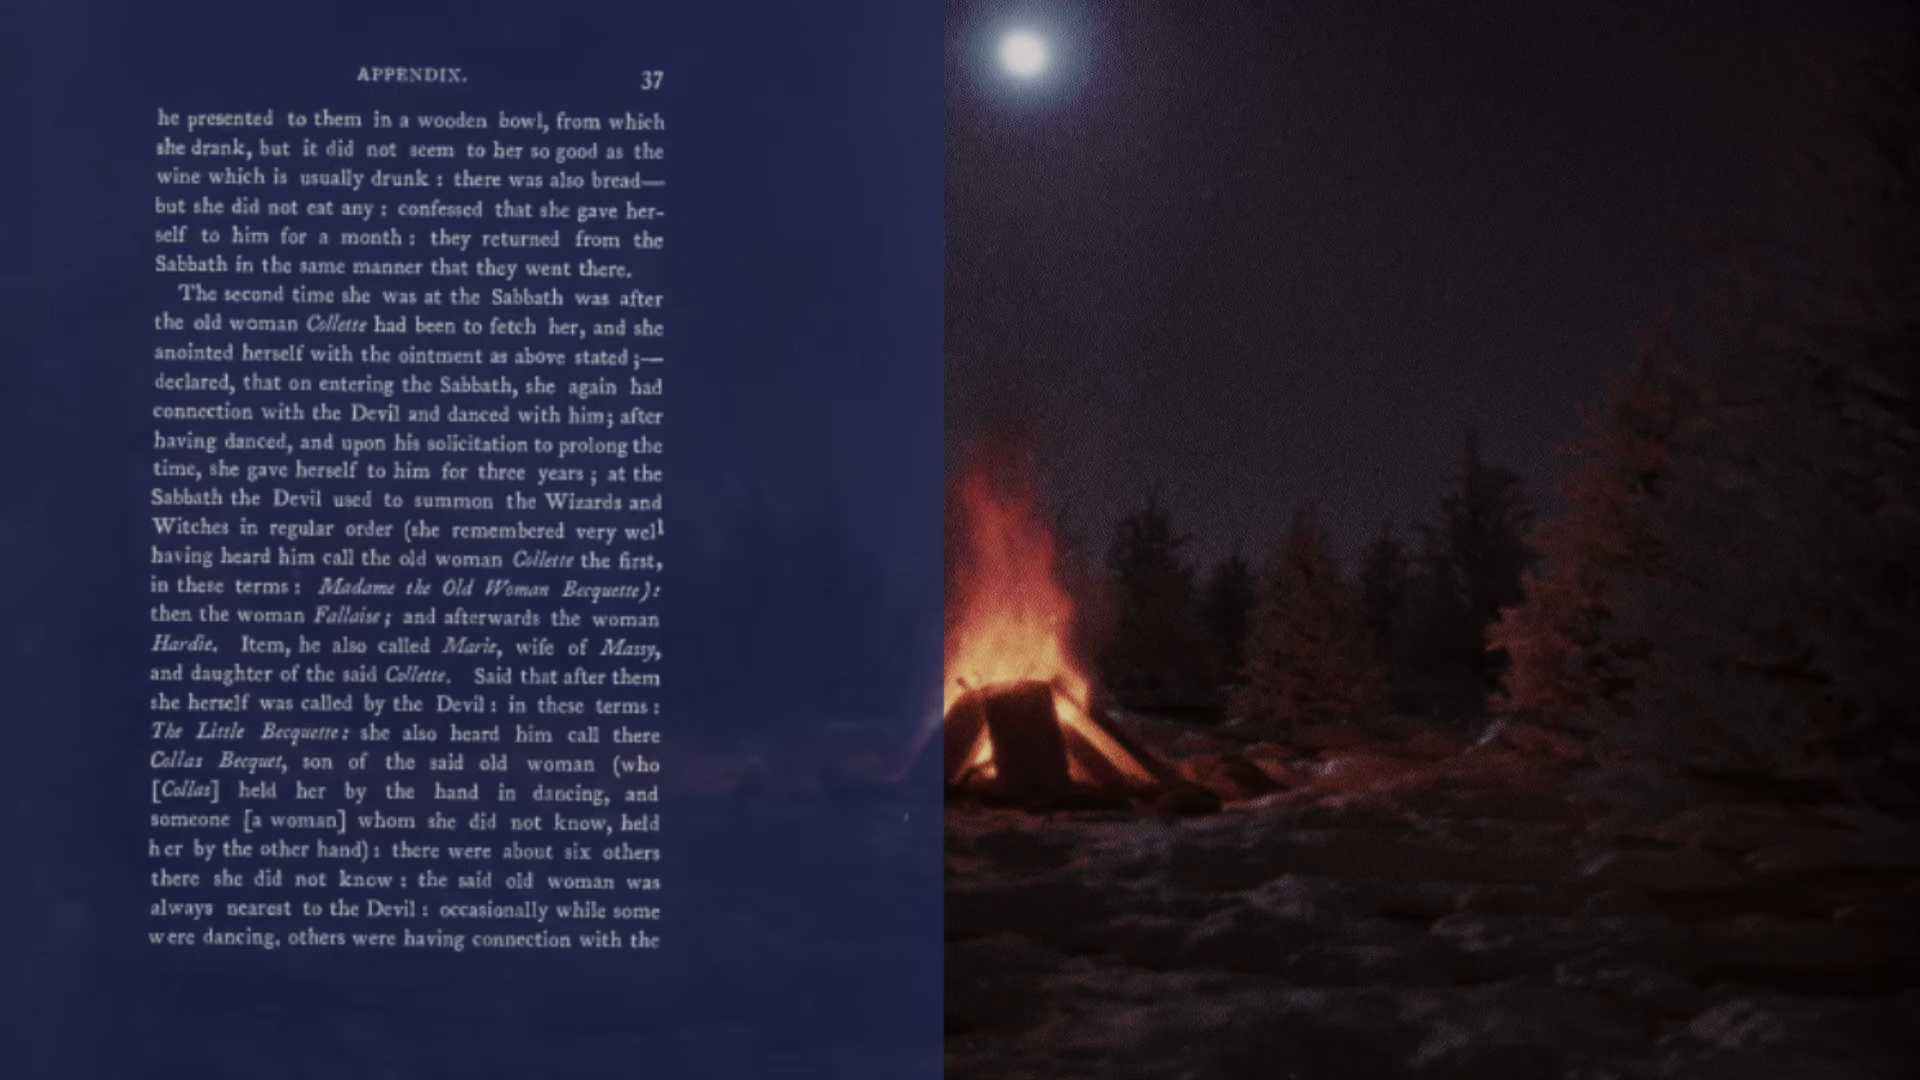 APPENDIX. 37
he presented to them in a wooden bowl, from which
she drank, but it did not seem to her so good as the
wine which is usually drunk : there was also bread—
but she did not eat any : confessed that she gave her-
self to him for a month : they returned from the
Sabbath in the same manner that they went there.
The second time she was at the Sabbath was after
the old woman Collette had been to fetch her, and she
anointed herself with the ointment as above stated ;—
declared, that on entering the Sabbath, she again had
connection with the Devil and danced with him; after
having danced, and upon his solicitation to prolong the
time, she gave herself to him for three years ; at the
Sabbath the Devil used to summon the Wizards and
Witches in regular order (she remembered very well
having heard him call the old woman Collette the first,
in these terms : Madame the Old Woman Becquette):
then the woman Fallaise ; and afterwards the woman
Hardie. Item, he also called Marie, wife of Massy,
and daughter of the said Collette. Said that after them
she herself was called by the Devil : in these terms :
The Little Becquette : she also heard him call there
Collas Becquet, son of the said old woman (who
[Collas] held her by the hand in dancing, and
someone [a woman] whom she did not know, held
her by the other hand) : there were about six others
there she did not know : the said old woman was
always nearest to the Devil : occasionally while some
were dancing, others were having connection with the